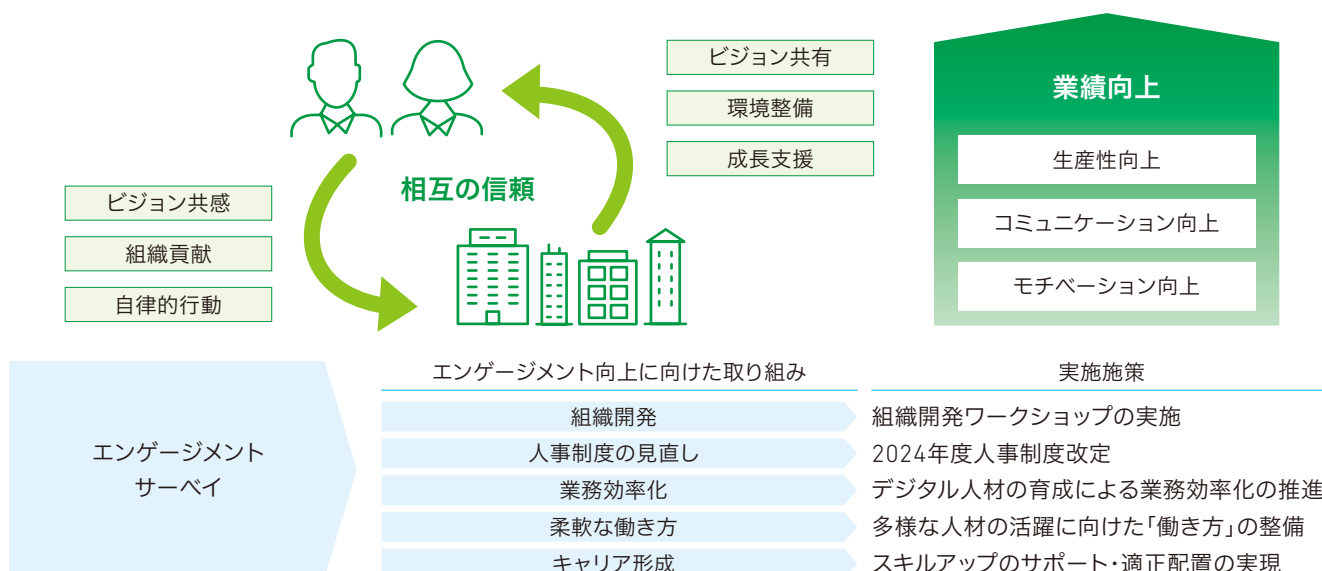 ビジョン共有
環境整備
成長支援
相互の信頼
ビジョン共感
組織貢献
自律的行動
業績向上
生産性向上
コミュニケーション向上
モチベーション向上
エンゲージメント
サーベイ
エンゲージメント向上に向けた取り組み
実施施策
組織開発
組織開発ワークショップの実施
人事制度の見直し
2024年度人事制度改定
業務効率化
デジタル人材の育成による業務効率化の推進
柔軟な働き方
多様な人材の活躍に向けた「働き方」の整備
キャリア形成
スキルアップのサポート・適正配置の実現